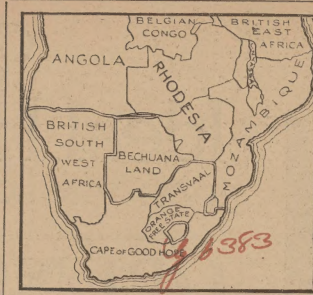 BELGIAN
CONGO
BRITISH
EAST
AFRICA
ANGOLA
RHODESIA
MOZAMBIQUE
BRITISH
SOUTH
WEST
AFRICA
BECHUANA
LAND
TRANSVAAL
ORANGE
FREE STATE
CAPE OF GOOD HOPE
6383